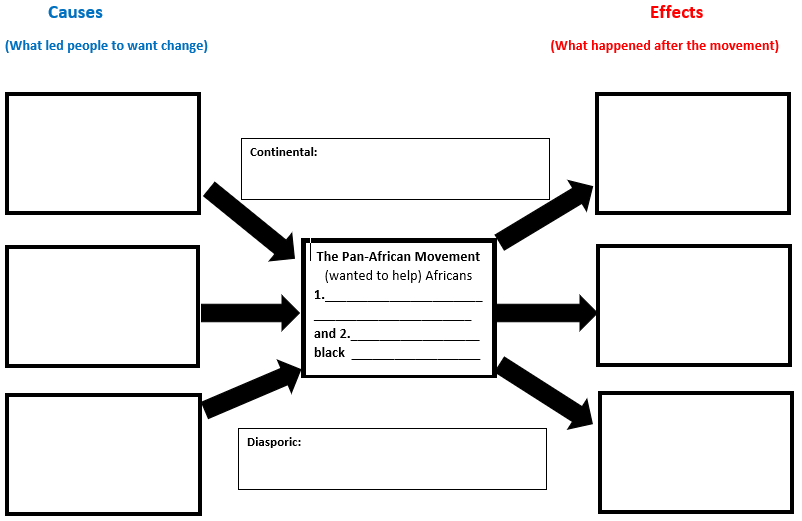 Causes
Effects
(What led people to want change)
(What happened after the movement)
Continental:
The Pan-African Movement
(wanted to help) Africans
1.______________________
______________________
and 2.__________________
black __________________
Diasporic: